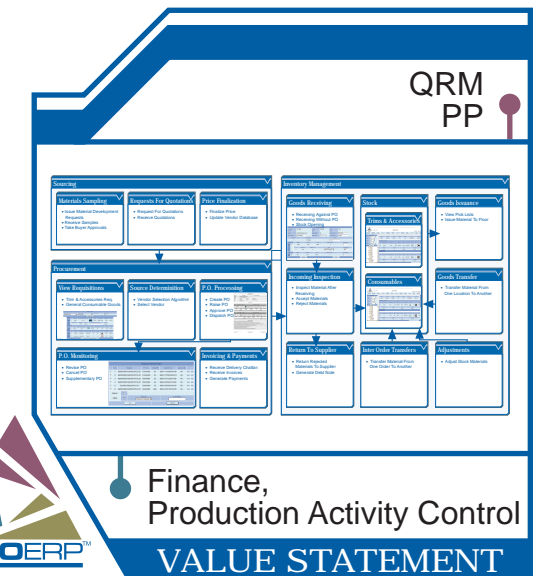 QRM
PP
Sourcing
Materials Sampling
• Issue Material Development
Requests
• Receive Samples
• Take Buyer Approvals
Requests For Quotations
• Request For Quotations
• Receive Quotations
Price Finalization
• Finalize Price
• Update Vendor Database
Inventory Management
Goods Receiving
• Receiving Against PO
• Receiving Without PO
• Stock Opening
Stock
Trims & Accessories
Goods Issuance
• View Pick Lists
• Issue Material To Floor
Procurement
View Requisitions
• Trim & Accessories Req.
• General Consumable Goods
Source Determinition
• Vendor Selection Algorithm
• Select Vendor
P.O. Processing
• Create PO
• Raise PO
• Approve PO
• Dispatch PO
Incoming Inspection
• Inspect Material After
Receiving
• Accept Materials
• Reject Materials
Consumables
Goods Transfer
• Transfer Material From
One Location To Another
P.O. Monitoring
• Revise PO
• Cancel PO
• Supplementary PO
Invoicing & Payments
• Receive Delivery Challan
• Receive Invoices
• Generate Payments
Return To Supplier
• Return Rejected
Materials To Supplier
• Generate Debit Note
Inter Order Transfers
• Transfer Material From
One Order To Another
Adjustments
• Adjust Stock Materials
Finance,
Production Activity Control
OERP™
VALUE STATEMENT